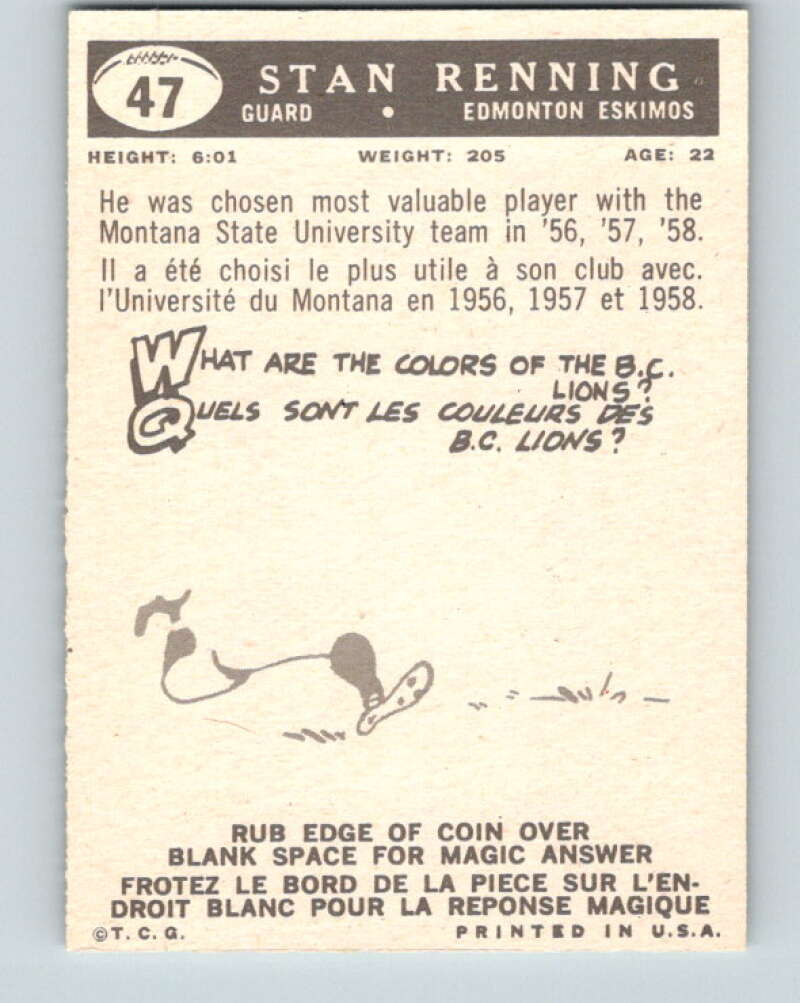 47
STAN RENNING
GUARD • EDMONTON ESKIMOS
HEIGHT: 6:01 WEIGHT: 205 AGE: 22
He was chosen most valuable player with the
Montana State University team in '56, '57, '58.
Il a été choisi le plus utile à son club avec.
l'Université du Montana en 1956, 1957 et 1958.
WHAT ARE THE COLORS OF THE B.C.
LIONS?
QUELS SONT LES COULEURS DES
B.C. LIONS?
RUB EDGE OF COIN OVER
BLANK SPACE FOR MAGIC ANSWER
FROTEZ LE BORD DE LA PIECE SUR L'EN-
DROIT BLANC POUR LA REPONSE MAGIQUE
©T. C. G. PRINTED IN U.S.A.